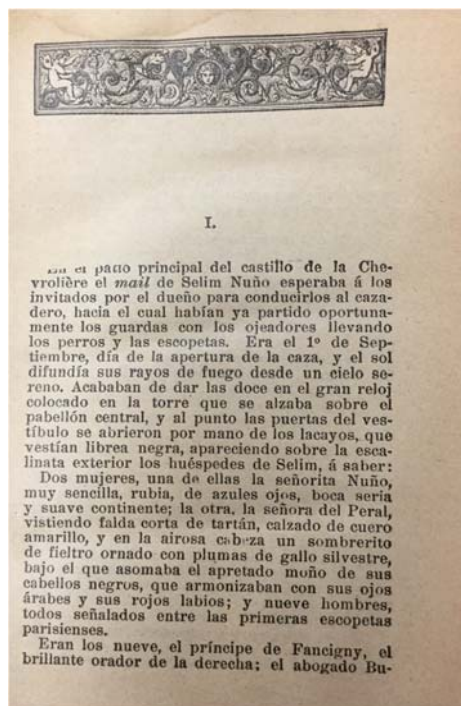 I.
En el patio principal del castillo de la Che-
vrolière el mail de Selim Nuño esperaba á los
invitados por el dueño para conducirlos al caza-
dero, hacia el cual habían ya partido oportuna-
mente los guardas con los ojeadores llevando
los perros y las escopetas. Era el 1º de Sep-
tiembre, día de la apertura de la caza, y el sol
difundía sus rayos de fuego desde un cielo se-
reno. Acababan de dar las doce en el gran reloj
colocado en la torre que se alzaba sobre el
pabellón central, y al punto las puertas del ves-
tíbulo se abrieron por mano de los lacayos, que
vestían librea negra, apareciendo sobre la esca-
linata exterior los huéspedes de Selim, á saber:
Dos mujeres, una de ellas la señorita Nuño,
muy sencilla, rubia, de azules ojos, boca seria
y suave continente; la otra, la señora del Peral,
vistiendo falda corta de tartán, calzado de cuero
amarillo, y en la airosa cabeza un sombrerito
de fieltro ornado con plumas de gallo silvestre,
bajo el que asomaba el apretado moño de sus
cabellos negros, que armonizaban con sus ojos
árabes y sus rojos labios; y nueve hombres,
todos señalados entre las primeras escopetas
parisienses.
Eran los nueve, el príncipe de Fancigny, el
brillante orador de la derecha; el abogado Bu-